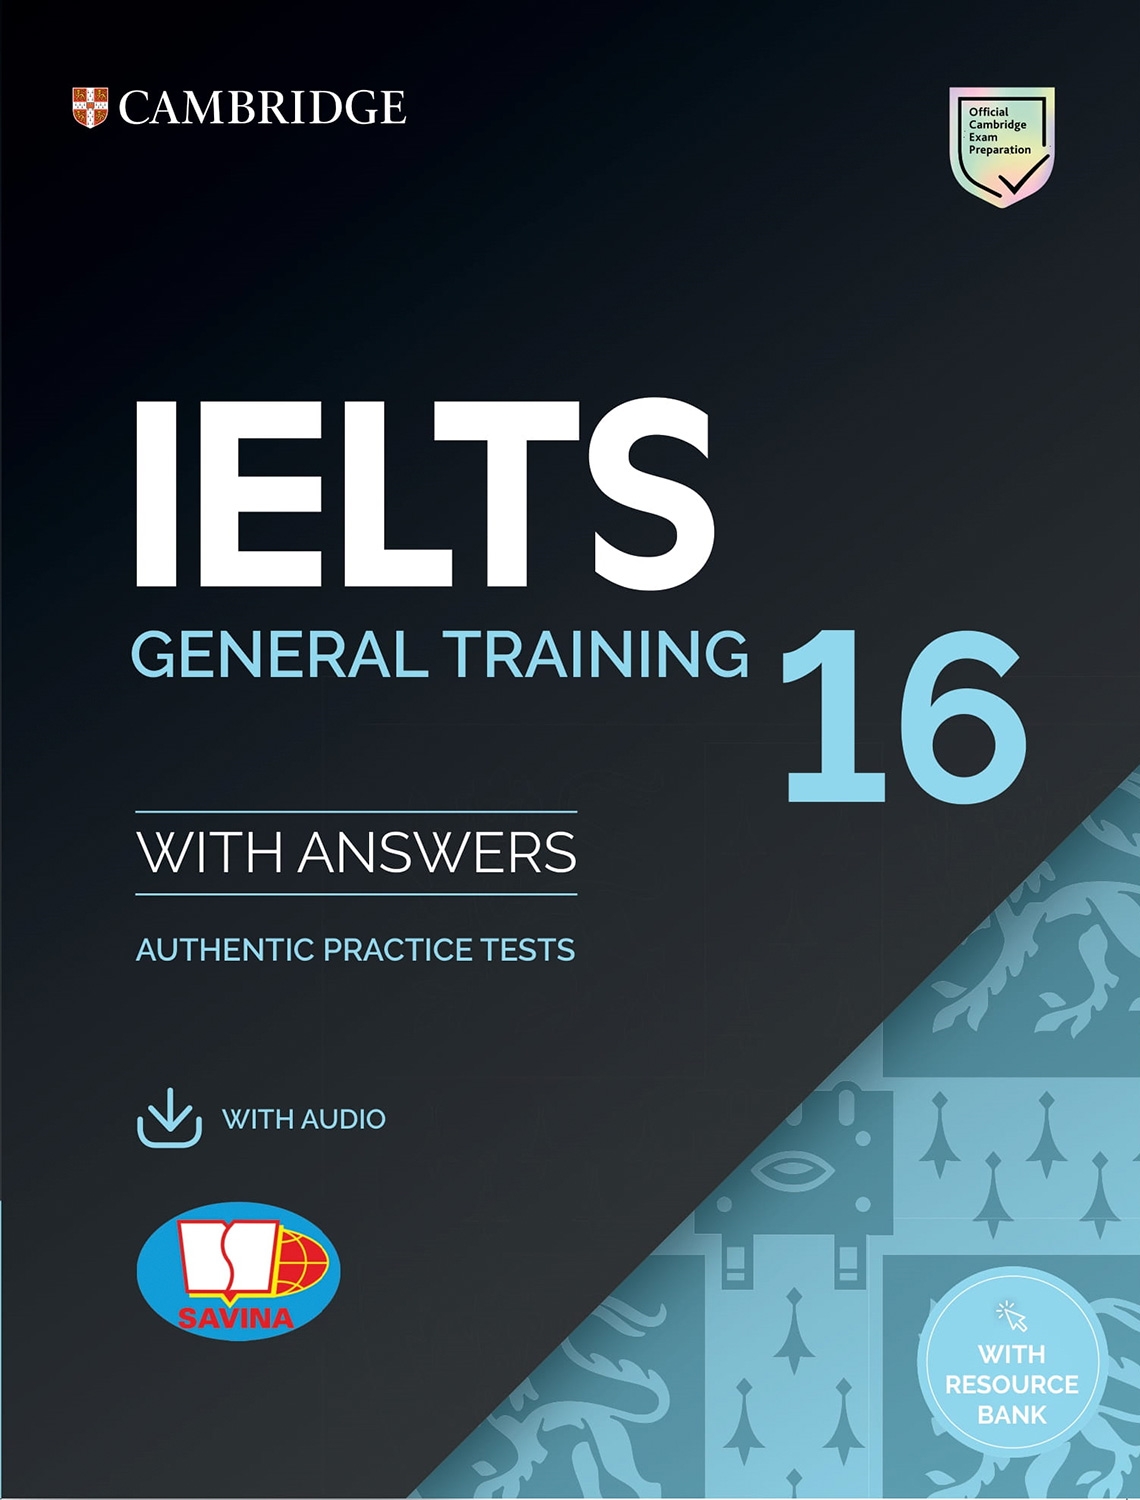 CAMBRIDGE
Official
Cambridge
Exam
Preparation
IELTS
GENERAL TRAINING 16
WITH ANSWERS
AUTHENTIC PRACTICE TESTS
WITH AUDIO
SAVINA
WITH
RESOURCE
BANK